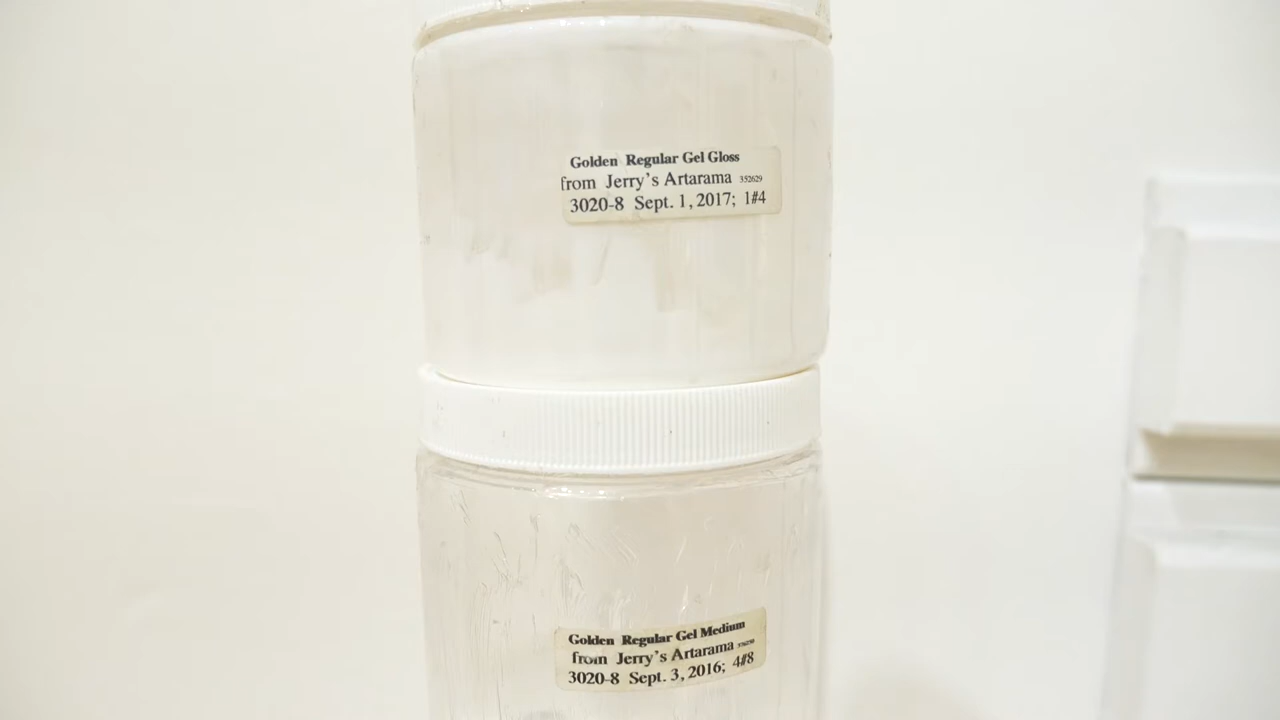 Golden Regular Gel Gloss
from Jerry's Artarama 352629
3020-8 Sept. 1, 2017; 1#4
Golden Regular Gel Medium
from Jerry's Artarama
3020-8 Sept. 3, 2016; 4#8